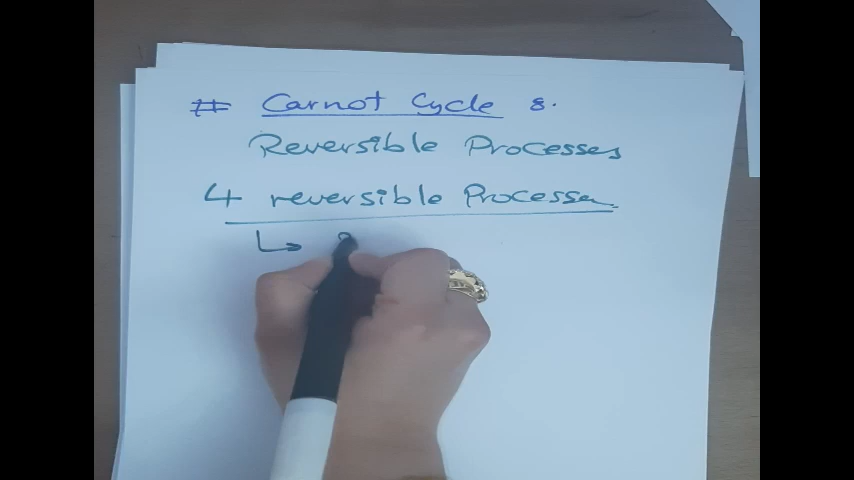 # Carnot Cycle :
Reversible Processes
4 reversible Processes
↳